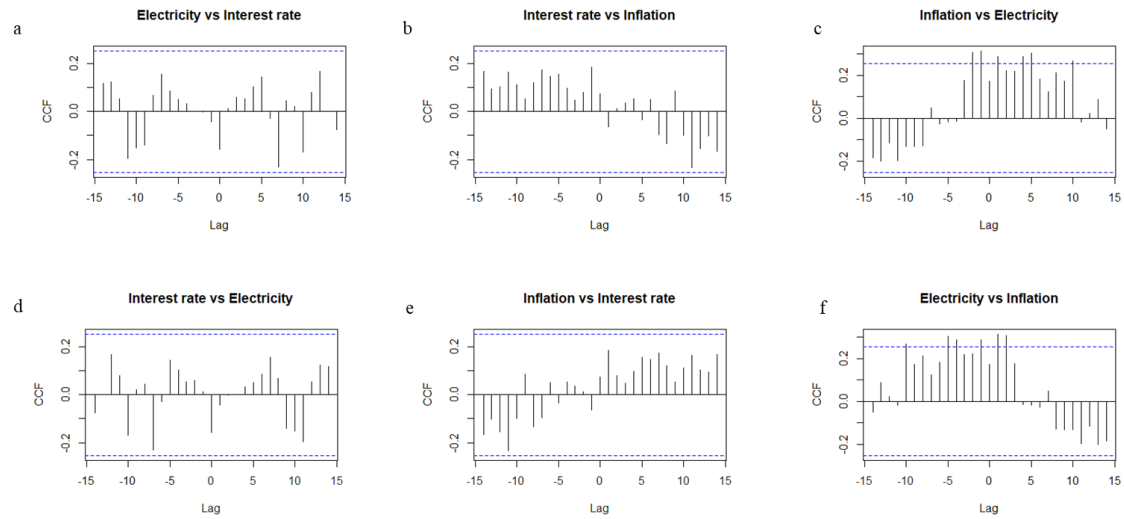 a
Electricity vs Interest rate
CCF
0.2
0.0
-0.2
-15 -10 -5 0 5 10 15
Lag
b
Interest rate vs Inflation
CCF
0.2
0.0
-0.2
-15 -10 -5 0 5 10 15
Lag
c
Inflation vs Electricity
CCF
0.2
0.0
-0.2
-15 -10 -5 0 5 10 15
Lag
d
Interest rate vs Electricity
CCF
0.2
0.0
-0.2
-15 -10 -5 0 5 10 15
Lag
e
Inflation vs Interest rate
CCF
0.2
0.0
-0.2
-15 -10 -5 0 5 10 15
Lag
f
Electricity vs Inflation
CCF
0.2
0.0
-0.2
-15 -10 -5 0 5 10 15
Lag